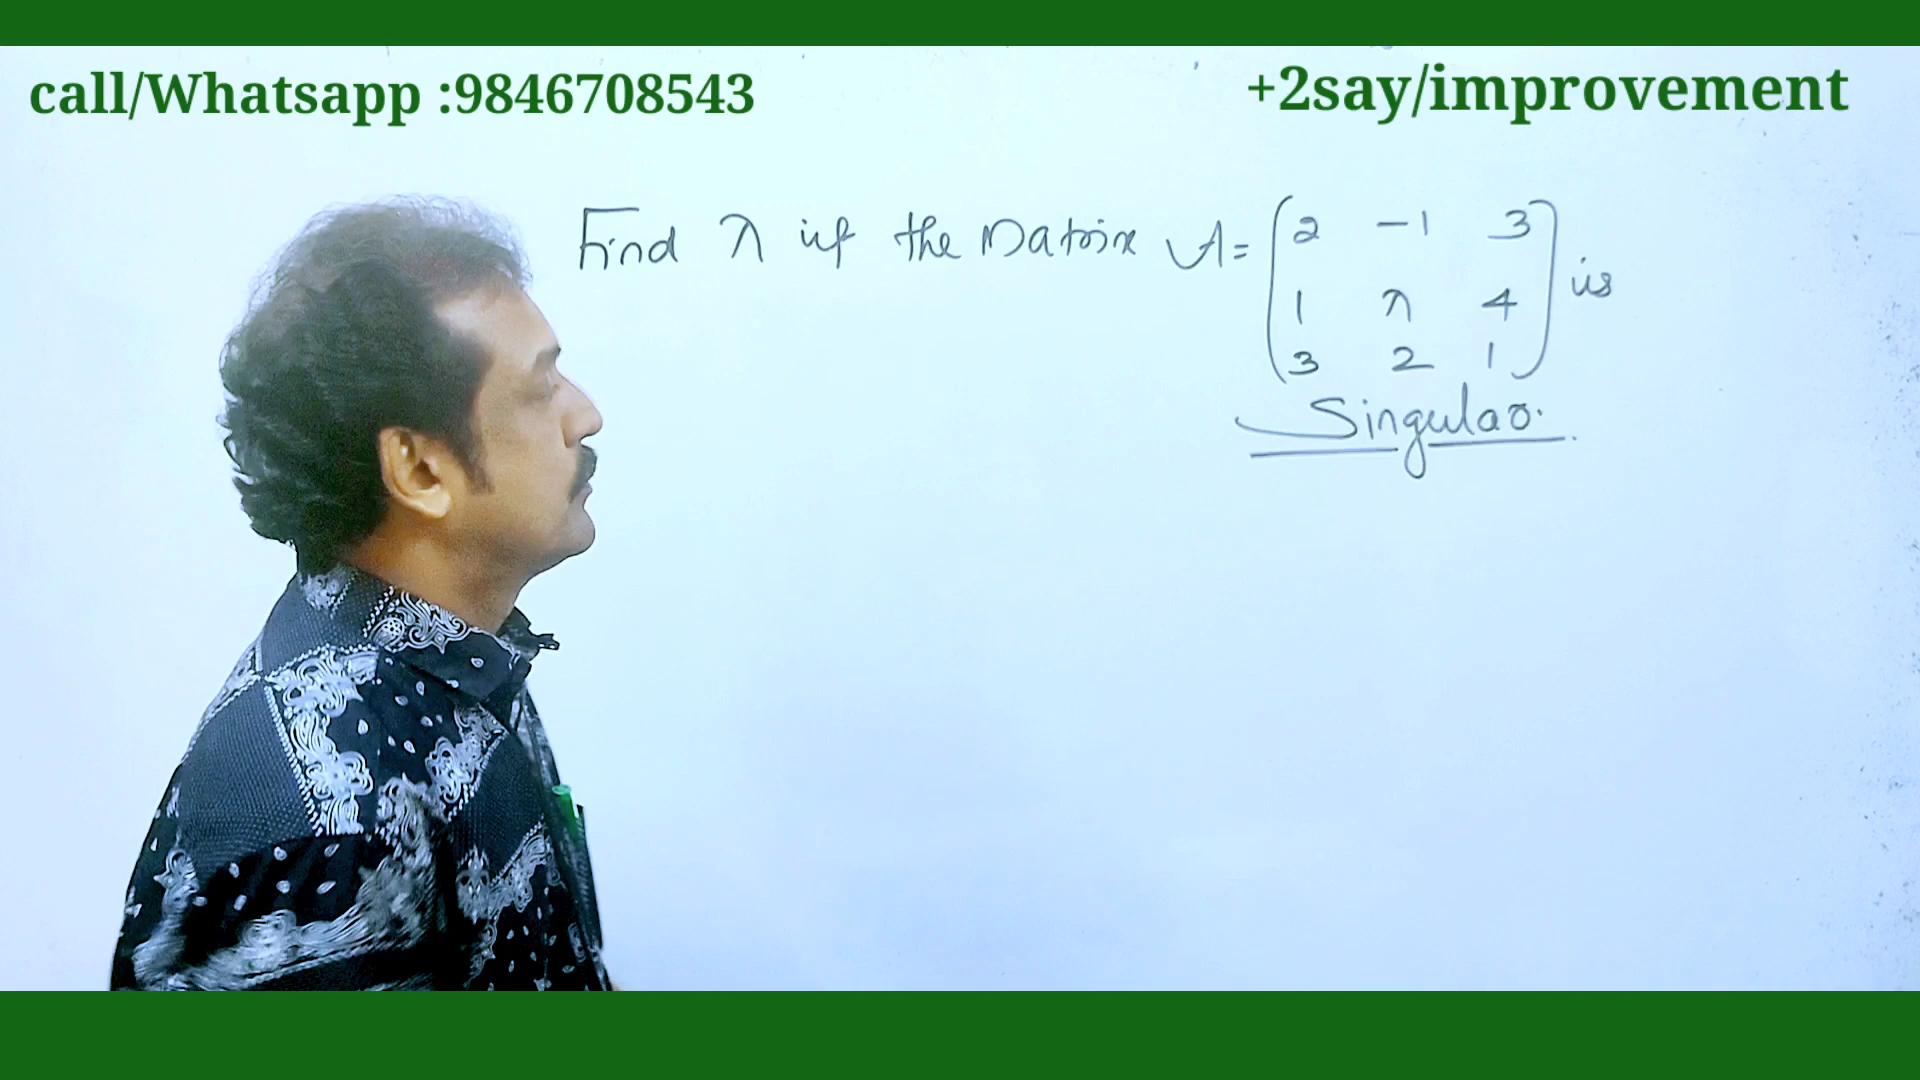 call/Whatsapp :9846708543
+2say/improvement
Find λ if the Matrix A= [2 -1 3
1 λ 4
3 2 1] is
Singular.